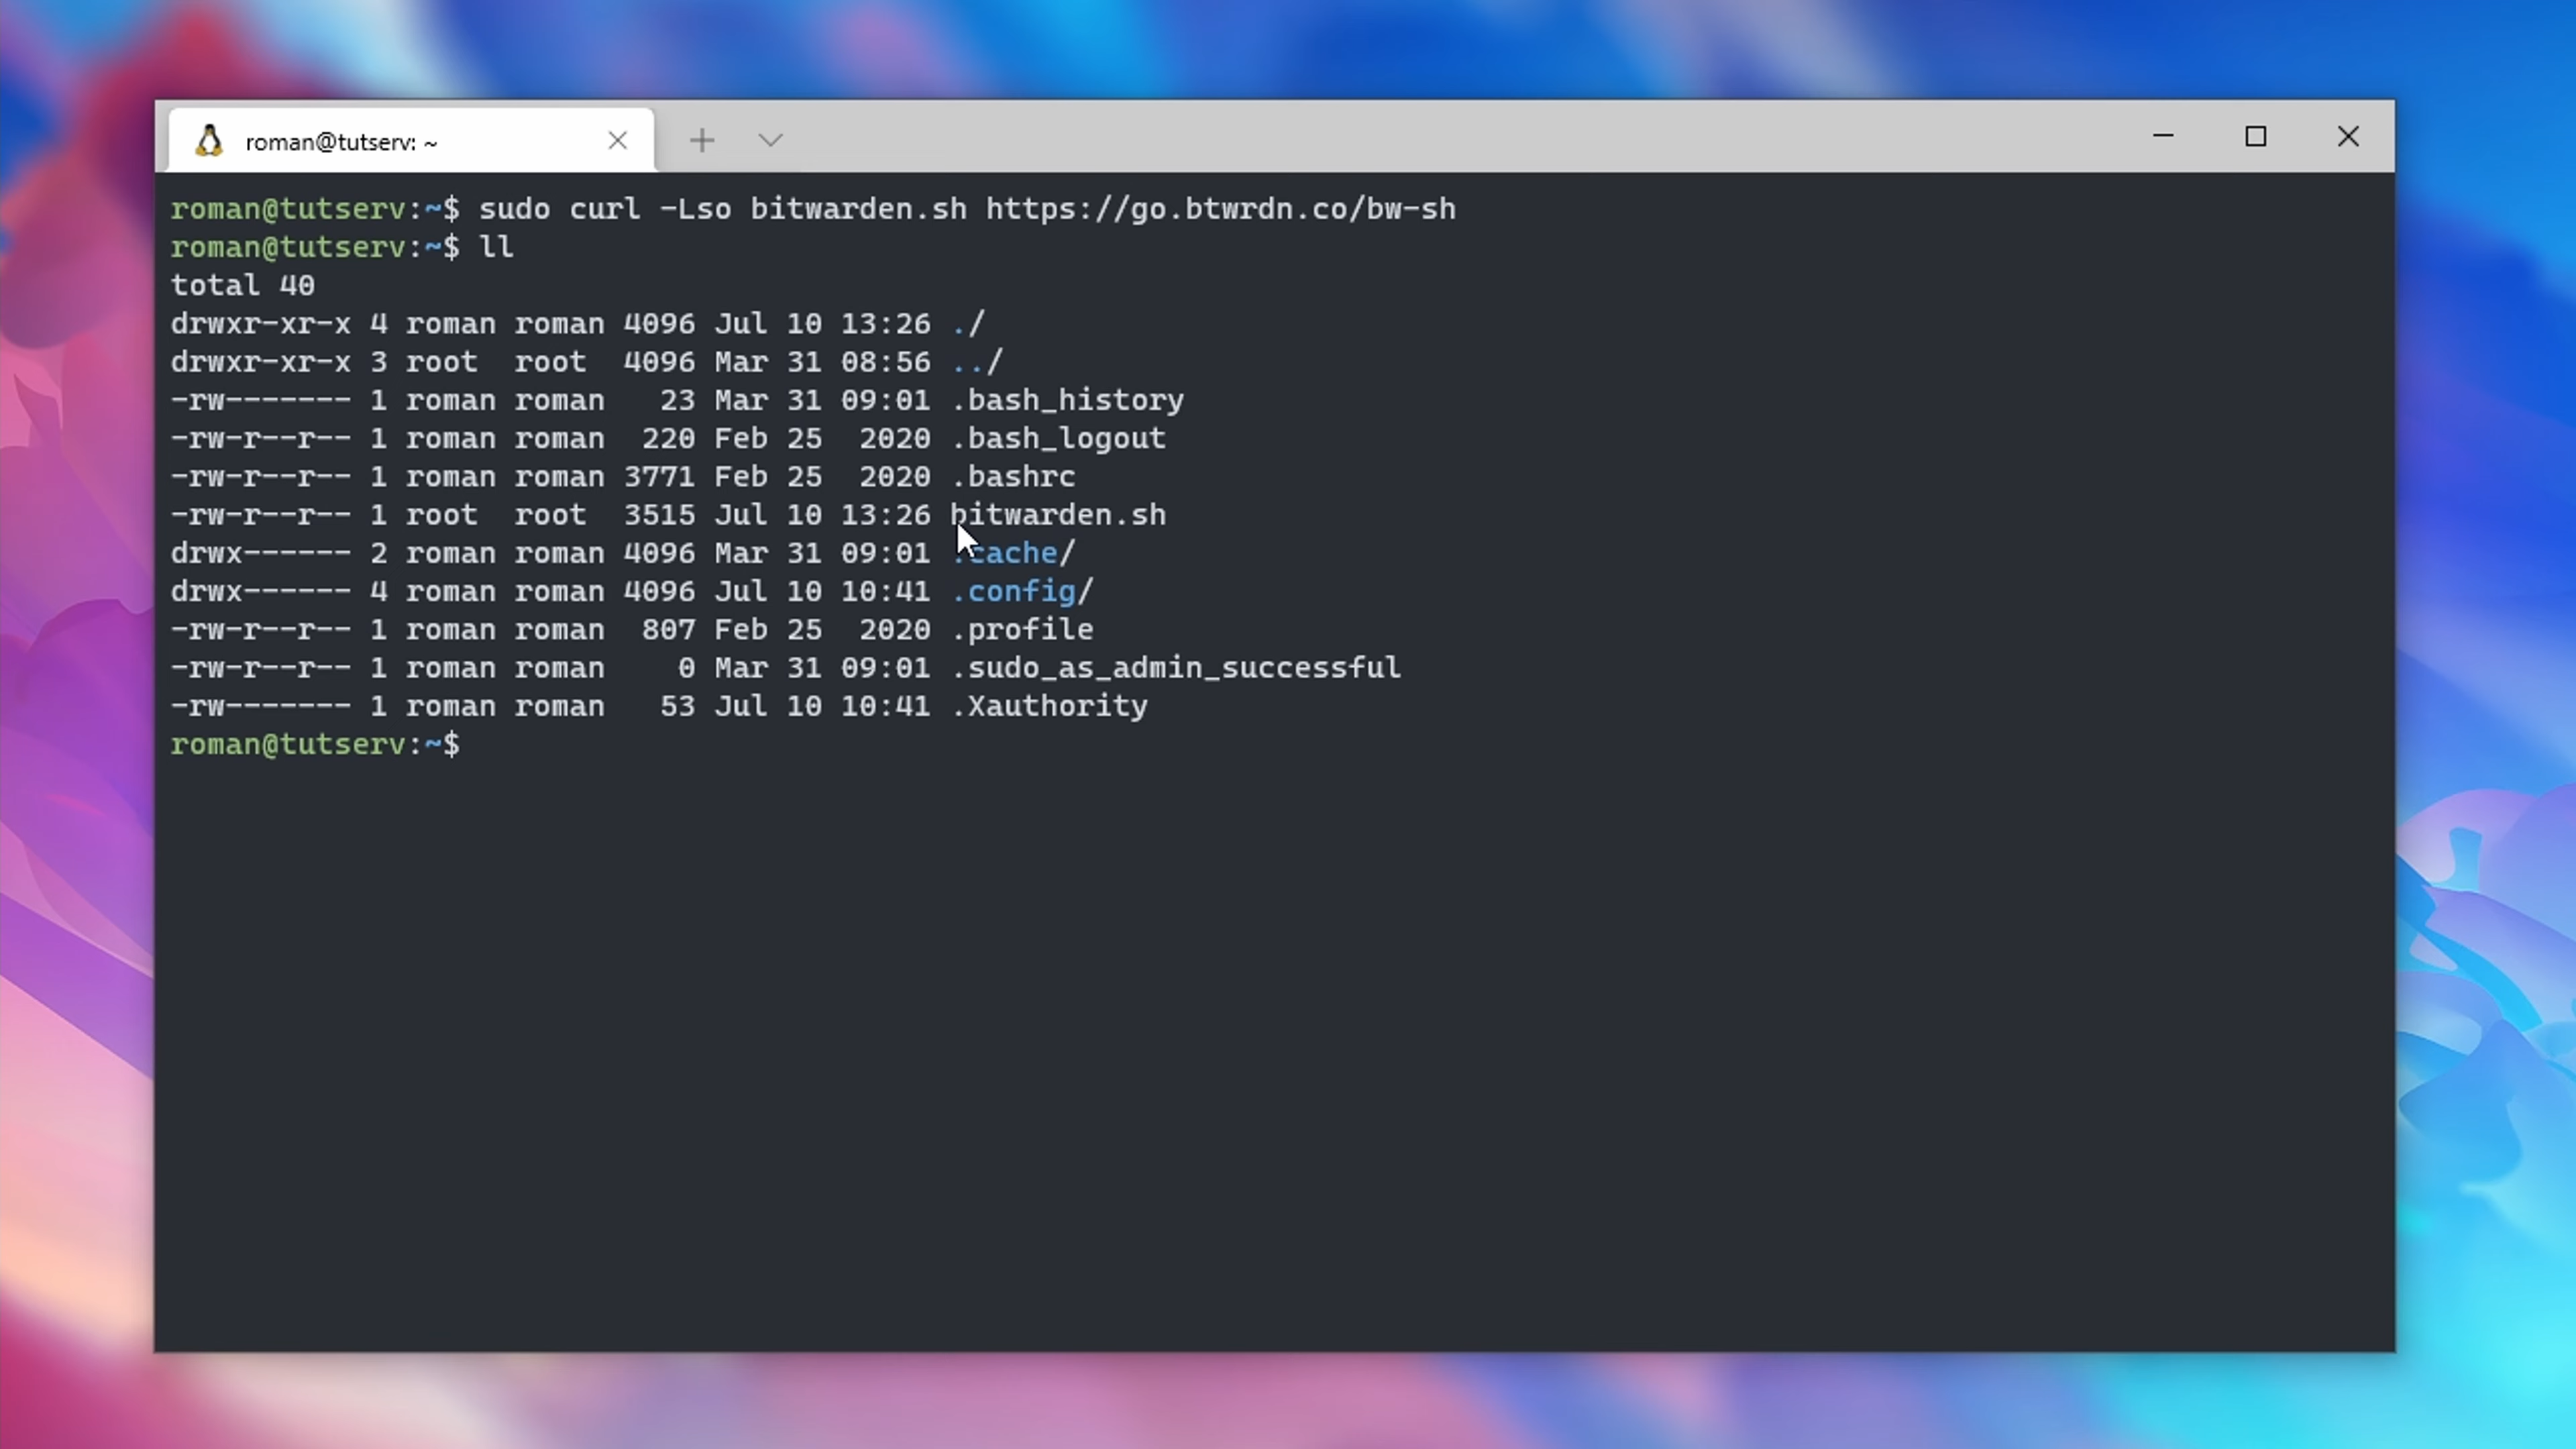 roman@tutserv: ~
roman@tutserv:~$ sudo curl -Lso bitwarden.sh https://go.btwrdn.co/bw-sh
roman@tutserv:~$ ll
total 40
drwxr-xr-x 4 roman roman 4096 Jul 10 13:26 ./
drwxr-xr-x 3 root  root  4096 Mar 31 08:56 ../
-rw------- 1 roman roman   23 Mar 31 09:01 .bash_history
-rw-r--r-- 1 roman roman  220 Feb 25  2020 .bash_logout
-rw-r--r-- 1 roman roman 3771 Feb 25  2020 .bashrc
-rw-r--r-- 1 root  root  3515 Jul 10 13:26 bitwarden.sh
drwx------ 2 roman roman 4096 Mar 31 09:01 .cache/
drwx------ 4 roman roman 4096 Jul 10 10:41 .config/
-rw-r--r-- 1 roman roman  807 Feb 25  2020 .profile
-rw-r--r-- 1 roman roman    0 Mar 31 09:01 .sudo_as_admin_successful
-rw------- 1 roman roman   53 Jul 10 10:41 .Xauthority
roman@tutserv:~$